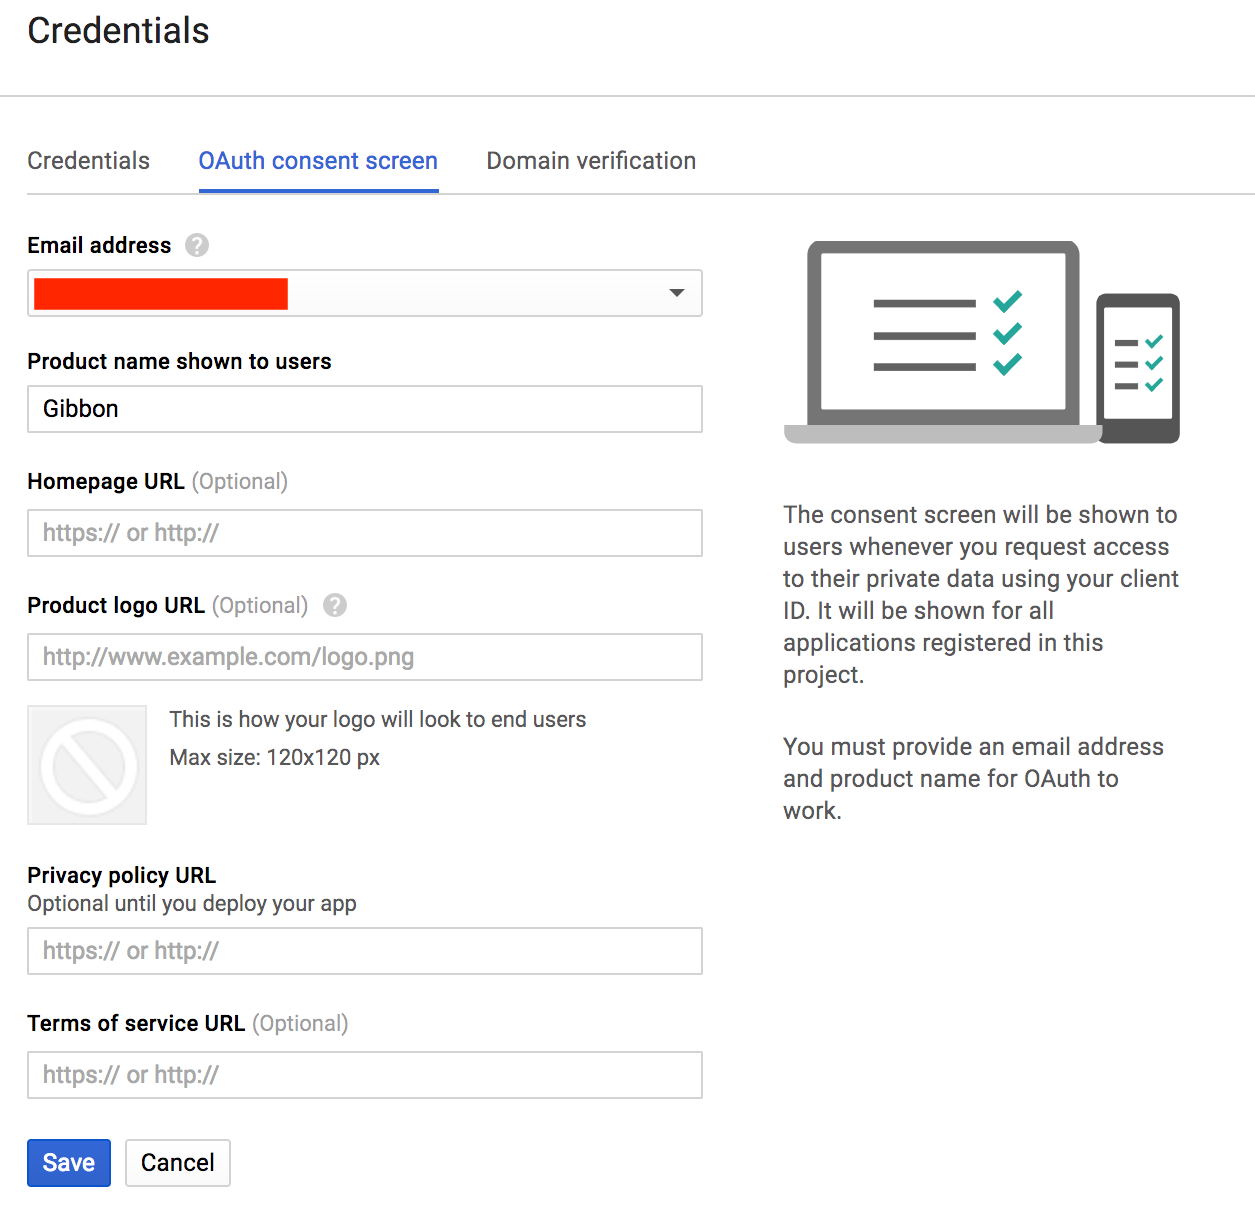 Credentials
Credentials OAuth consent screen Domain verification
Email address ?
Product name shown to users
Gibbon
Homepage URL (Optional)
https:// or http://
Product logo URL (Optional) ?
http://www.example.com/logo.png
This is how your logo will look to end users
Max size: 120x120 px
Privacy policy URL
Optional until you deploy your app
https:// or http://
Terms of service URL (Optional)
https:// or http://
Save Cancel
The consent screen will be shown to
users whenever you request access
to their private data using your client
ID. It will be shown for all
applications registered in this
project.
You must provide an email address
and product name for OAuth to
work.